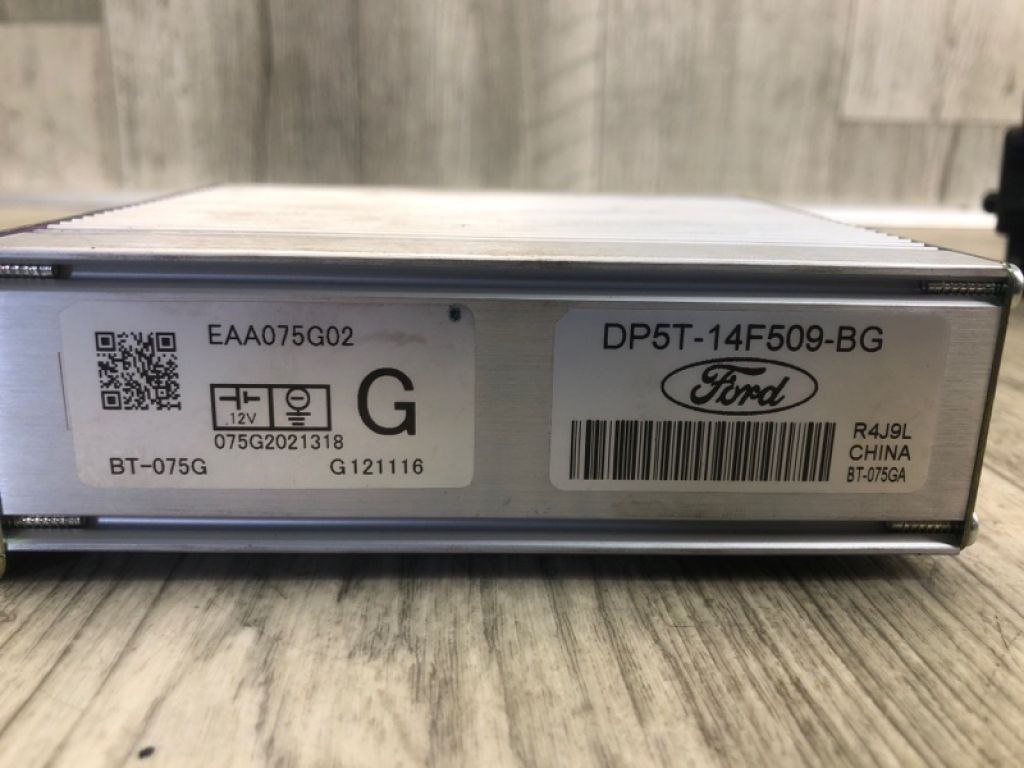 EAA075G02
12V
G
075G2021318
BT-075G
G121116
DP5T-14F509-BG
Ford
R4J9L
CHINA
BT-075GA